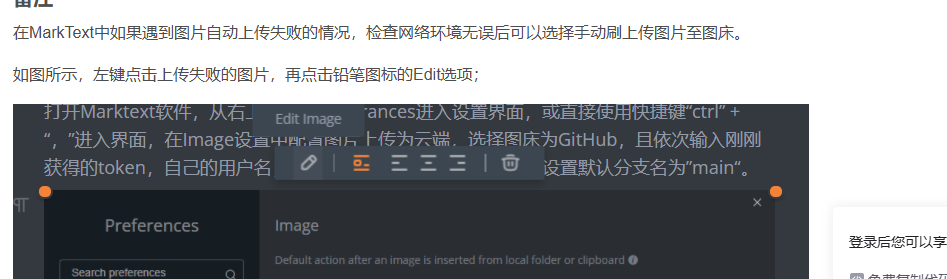 在MarkText中如果遇到图片自动上传失败的情况，检查网络环境无误后可以选择手动刷上传图片至图床。
如图所示，左键点击上传失败的图片，再点击铅笔图标的Edit选项；
打开Marktext软件，从右上 rances进入设置界面，或直接使用快捷键“ctrl” +
Edit Image
“，”进入界面，在Image设置中配置图片上传为云端，选择图床为GitHub，且依次输入刚刚
获得的token，自己的用户名 设置默认分支名为”main“。
Preferences
Image
Search preferences
Default action after an image is inserted from local folder or clipboard
登录后您可以享
免费复制代码